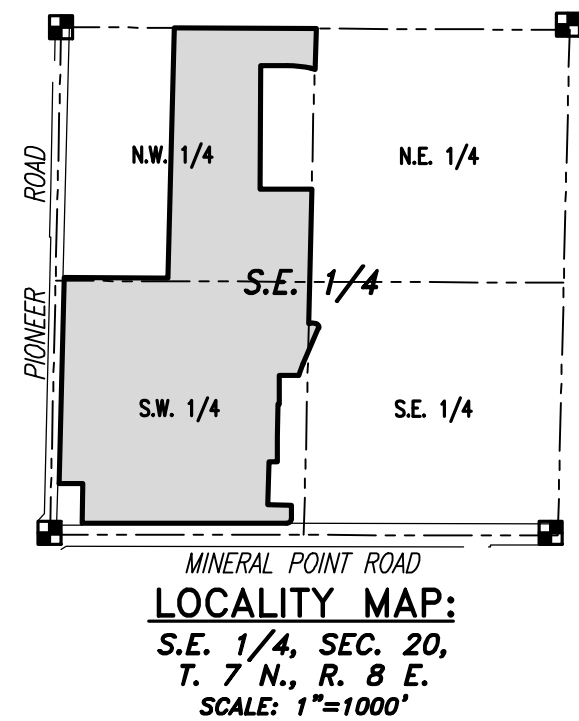 N.W. 1/4
N.E. 1/4
PIONEER ROAD
S.E. 1/4
S.W. 1/4
S.E. 1/4
MINERAL POINT ROAD
LOCALITY MAP:
S.E. 1/4, SEC. 20,
T. 7 N., R. 8 E.
SCALE: 1"=1000'